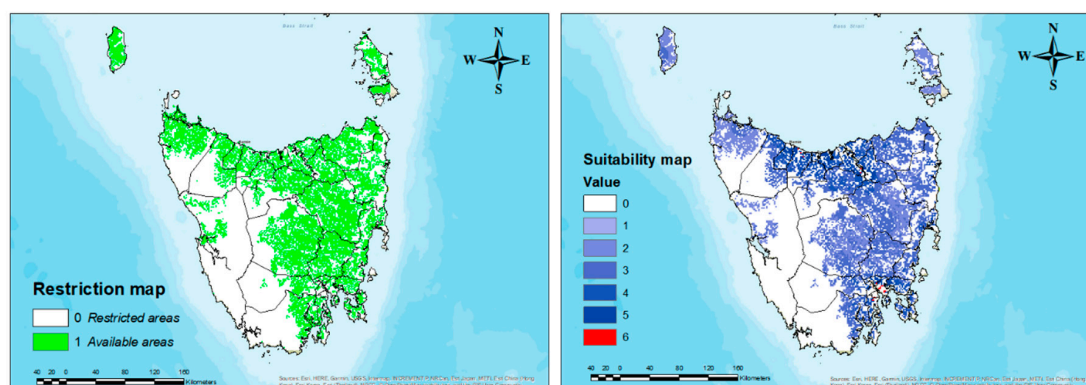 Bass Strait
N
W E
S
Restriction map
0 Restricted areas
1 Available areas
40 20 0 40 80 120 160
Kilometers
Bass Strait
N
W E
S
Suitability map
Value
0
1
2
3
4
5
6
40 20 0 40 80 120 160
Kilometers